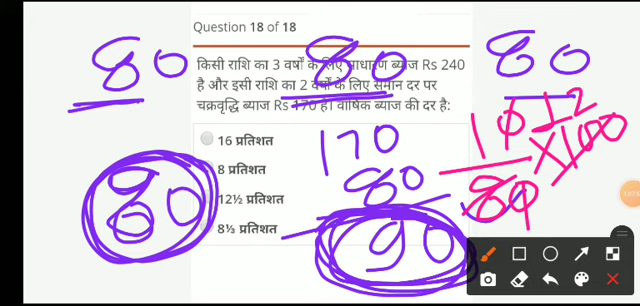 Question 18 of 18
80 80 80
किसी राशि का 3 वर्षों के लिए साधारण ब्याज Rs 240
है और इसी राशि का 2 वर्षों के लिए समान दर पर
चक्रवृद्धि ब्याज Rs 170 है। वार्षिक ब्याज की दर है:
16 प्रतिशत
170
10
12
×100
8 प्रतिशत
80
80
80
12½ प्रतिशत
8⅓ प्रतिशत
90